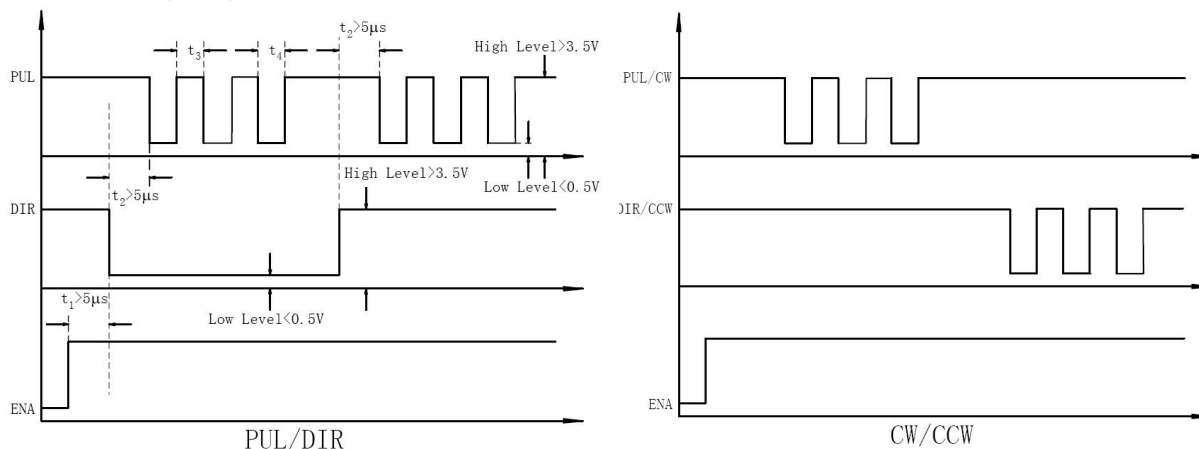 t2>5μs
High Level>3.5V
t3
t4
PUL
Low Level<0.5V
t2>5μs
High Level>3.5V
DIR
t1>5μs
Low Level<0.5V
ENA
PUL/DIR
PUL/CW
DIR/CCW
ENA
CW/CCW